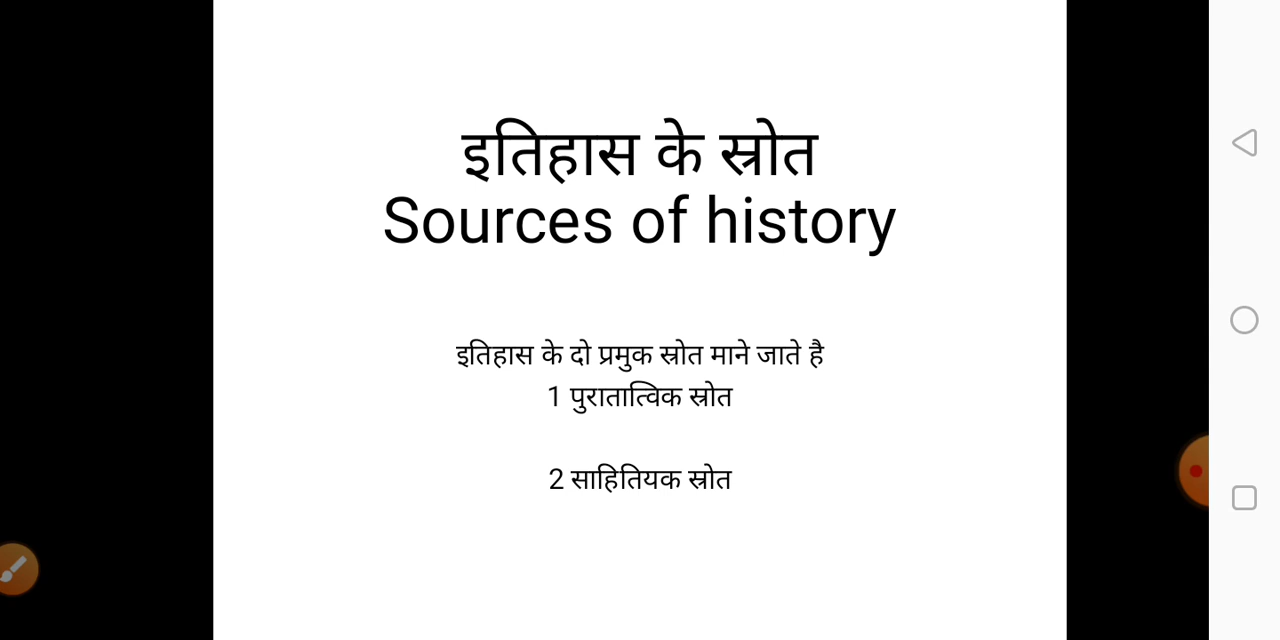 इतिहास के स्रोत
Sources of history
इतिहास के दो प्रमुक स्रोत माने जाते है
1 पुरातात्विक स्रोत
2 साहितियक स्रोत